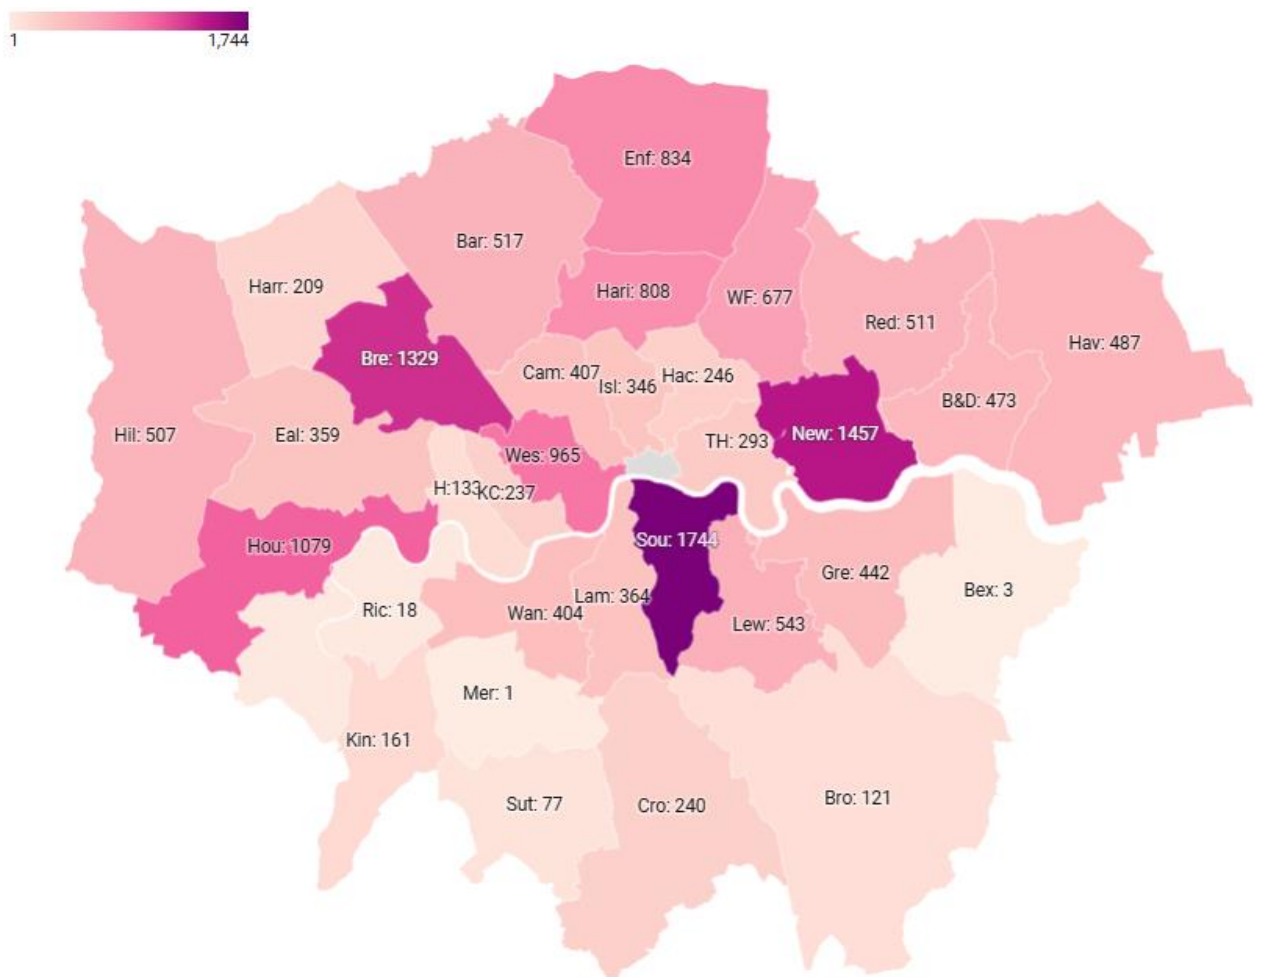 1 1,744
Enf: 834
Bar: 517
Harr: 209
Hari: 808
WF: 677
Red: 511
Hav: 487
Bre: 1329
Cam: 407
Isl: 346
Hac: 246
B&D: 473
Hil: 507
Eal: 359
Wes: 965
TH: 293
New: 1457
H:133
KC:237
Hou: 1079
Sou: 1744
Gre: 442
Bex: 3
Ric: 18
Wan: 404
Lam: 364
Lew: 543
Mer: 1
Kin: 161
Sut: 77
Cro: 240
Bro: 121